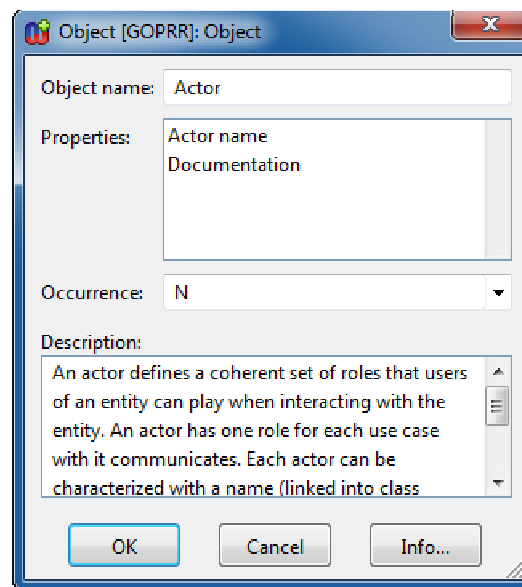 Object [GOPRR]: Object
Object name: Actor
Properties: Actor name
Documentation
Occurrence: N
Description:
An actor defines a coherent set of roles that users
of an entity can play when interacting with the
entity. An actor has one role for each use case
with it communicates. Each actor can be
characterized with a name (linked into class
OK Cancel Info...